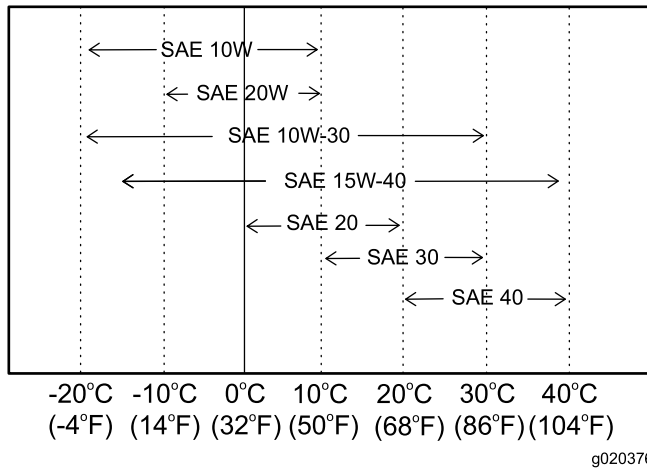 SAE 10W
SAE 20W
SAE 10W-30
SAE 15W-40
SAE 20
SAE 30
SAE 40
-20°C -10°C 0°C 10°C 20°C 30°C 40°C
(-4°F) (14°F) (32°F) (50°F) (68°F) (86°F) (104°F)